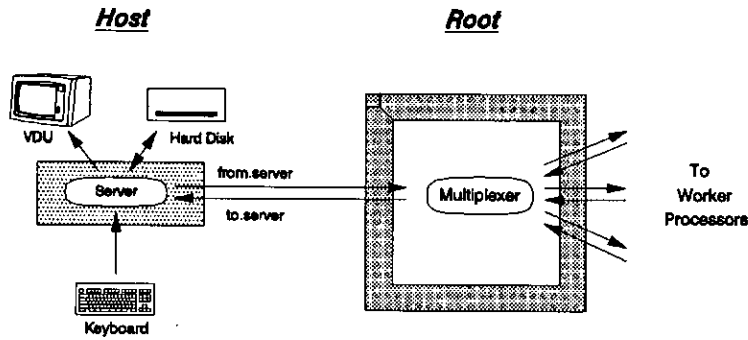 Host
Root
VDU
Hard Disk
Server
from.server
to.server
Keyboard
Multiplexer
To
Worker
Processors